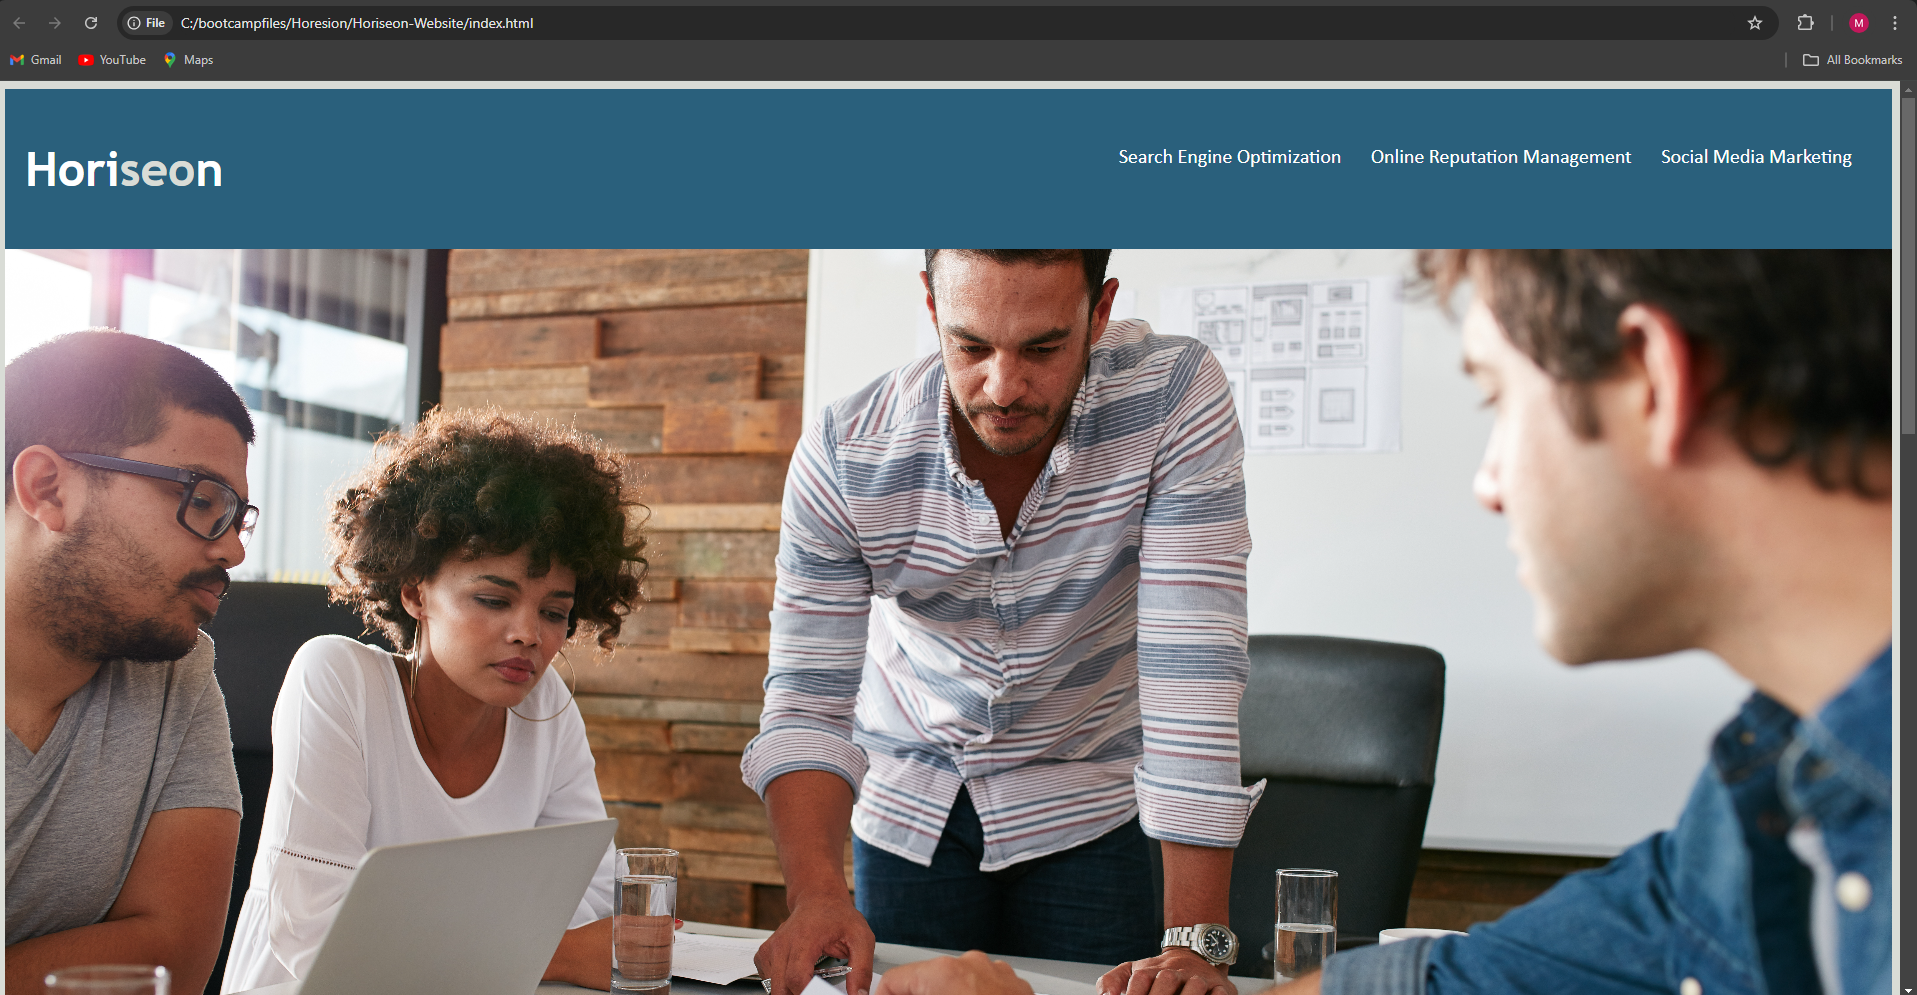 File C:/bootcampfiles/Horesion/Horiseon-Website/index.html M
Gmail YouTube Maps All Bookmarks
Horiseon Search Engine Optimization Online Reputation Management Social Media Marketing